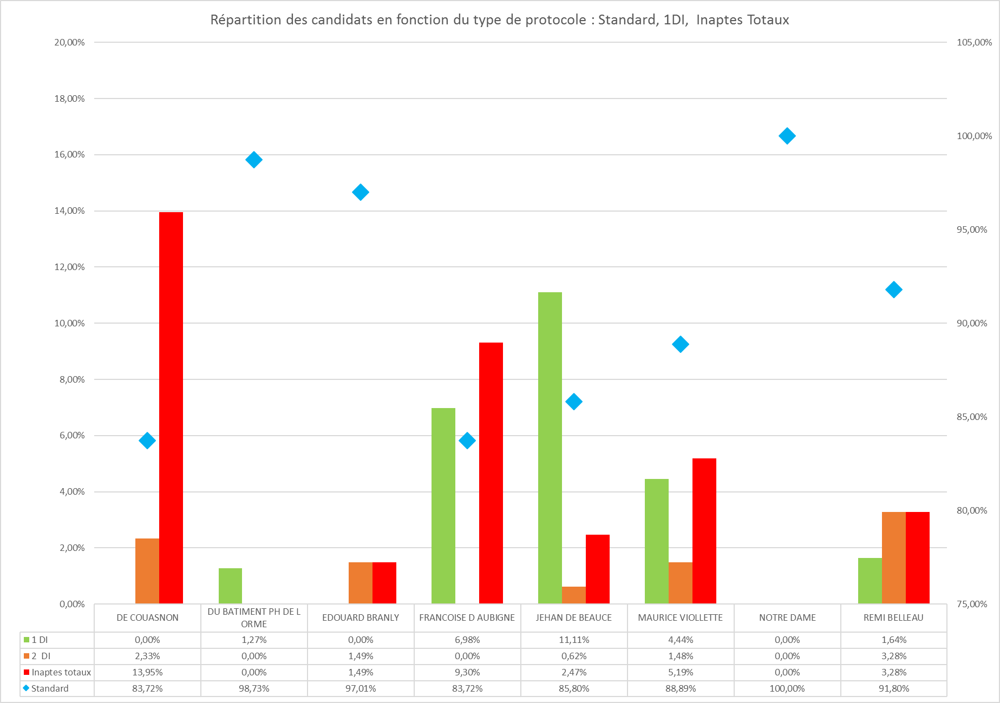 Répartition des candidats en fonction du type de protocole : Standard, 1DI,  Inaptes Totaux
20,00%
18,00%
16,00%
14,00%
12,00%
10,00%
8,00%
6,00%
4,00%
2,00%
0,00%
105,00%
100,00%
95,00%
90,00%
85,00%
80,00%
75,00%
DE COUASNON
DU BATIMENT PH DE L
ORME
EDOUARD BRANLY
FRANCOISE D AUBIGNE
JEHAN DE BEAUCE
MAURICE VIOLLETTE
NOTRE DAME
REMI BELLEAU
1 DI 0,00% 1,27% 0,00% 6,98% 11,11% 4,44% 0,00% 1,64%
2  DI 2,33% 0,00% 1,49% 0,00% 0,62% 1,48% 0,00% 3,28%
Inaptes totaux 13,95% 0,00% 1,49% 9,30% 2,47% 5,19% 0,00% 3,28%
Standard 83,72% 98,73% 97,01% 83,72% 85,80% 88,89% 100,00% 91,80%